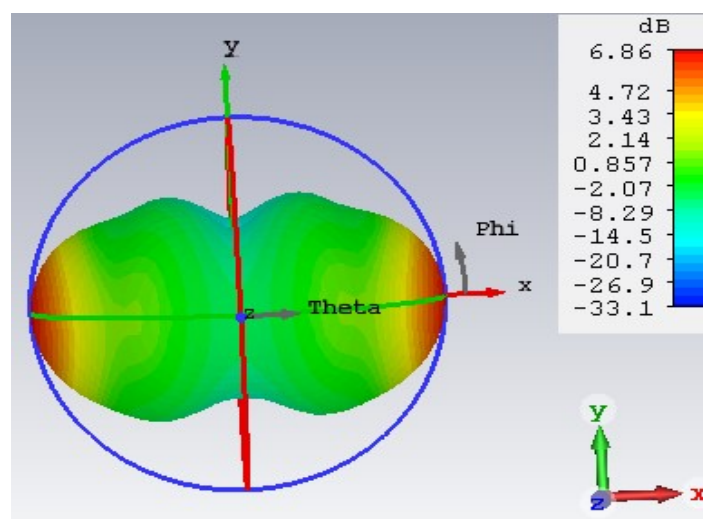 dB
6.86
4.72
3.43
2.14
0.857
-2.07
-8.29
-14.5
-20.7
-26.9
-33.1
y
Phi
x
z
Theta
y
z
x